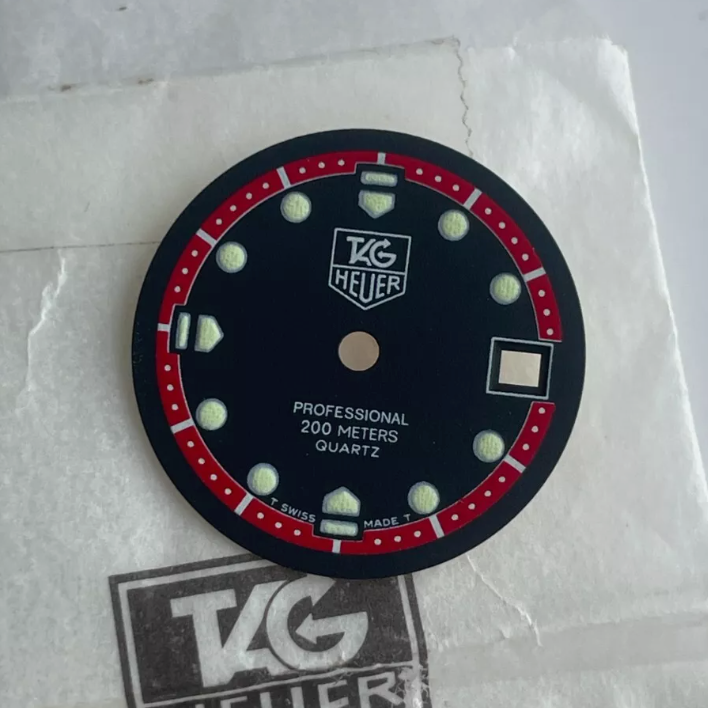 TAG
HEUER
PROFESSIONAL
200 METERS
QUARTZ
T SWISS MADE T
TAG
HEUER